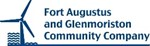 Fort Augustus
and Glenmoriston
Community Company